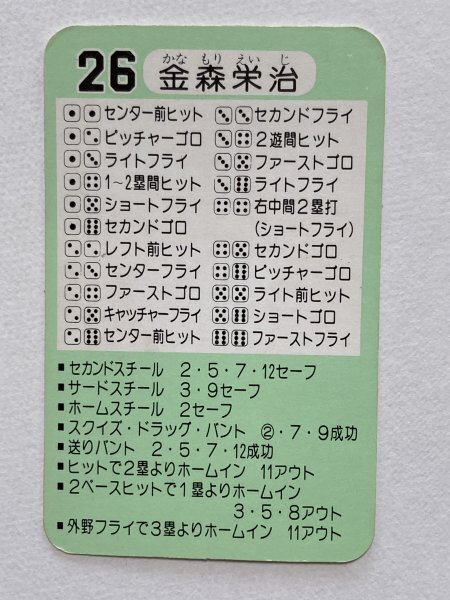 26 金森栄治
かな もり えい じ
センター前ヒット
ピッチャーゴロ
ライトフライ
1~2塁間ヒット
ショートフライ
セカンドゴロ
レフト前ヒット
センターフライ
ファーストゴロ
キャッチャーフライ
センター前ヒット
セカンドフライ
2遊間ヒット
ファーストゴロ
ライトフライ
右中間2塁打
(ショートフライ)
セカンドゴロ
ピッチャーゴロ
ライト前ヒット
ショートゴロ
ファーストフライ
■セカンドスチール 2・5・7・12セーフ
■サードスチール 3・9セーフ
■ホームスチール 2セーフ
■スクイズ・ドラッグ・バント ②・7・9成功
■送りバント 2・5・7・12成功
■ヒットで2塁よりホームイン 11アウト
■2ベースヒットで1塁よりホームイン
3・5・8アウト
■外野フライで3塁よりホームイン 11アウト